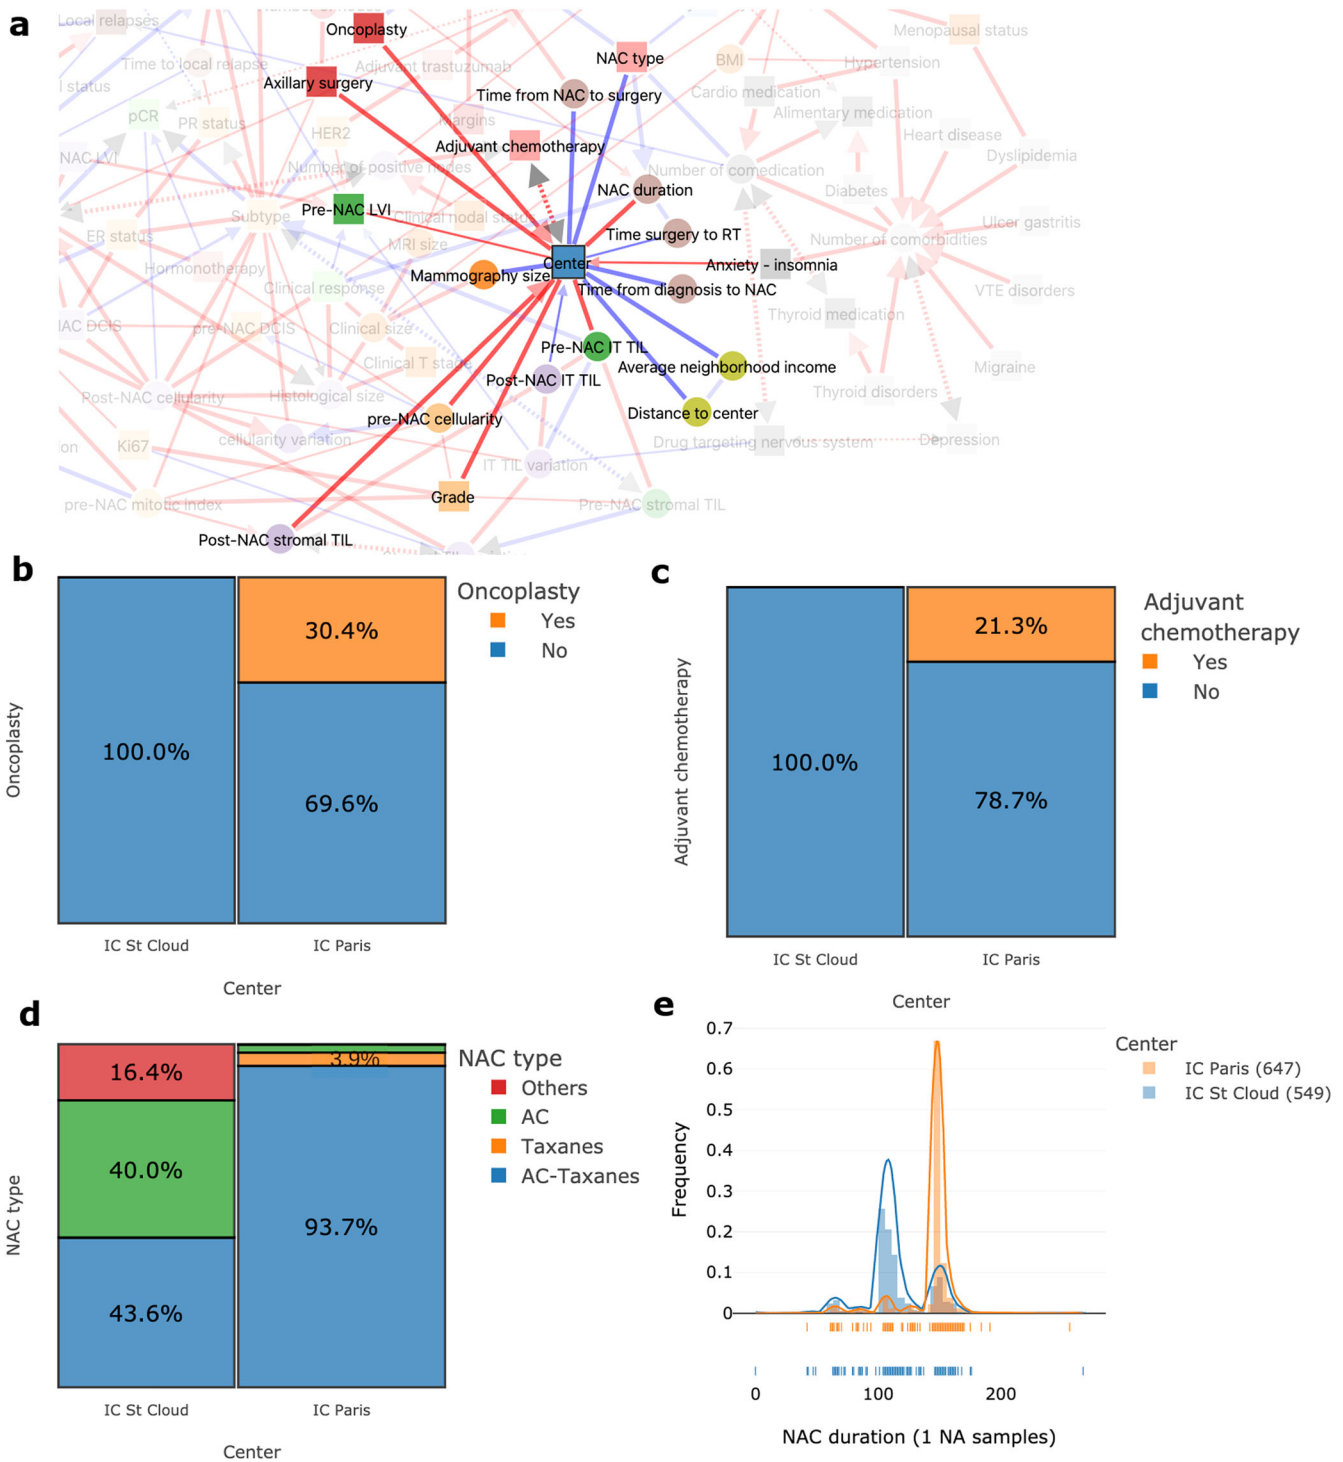 a
Local relapses
Oncoplasty
NAC type
BMI
Menopausal status
Time to local relapse
Adjuvant trastuzumab
Hypertension
l status
Axillary surgery
Time from NAC to surgery
Cardio medication
pCR
PR status
HER2
Margins
Alimentary medication
Adjuvant chemotherapy
Heart disease
NAC LVI
Number of positive nodes
Number of comedication
Dyslipidemia
NAC duration
Diabetes
Pre-NAC LVI
Clinical nodal status
Subtype
Ulcer gastritis
ER status
MRI size
Time surgery to RT
Number of comorbidities
Hormonotherapy
Center
Anxiety - insomnia
Mammography size
Clinical response
Time from diagnosis to NAC
VTE disorders
Thyroid medication
NAC DCIS
pre-NAC DCIS
Clinical size
Pre-NAC IT TIL
Clinical T stage
Average neighborhood income
Migraine
Post-NAC IT TIL
Post-NAC cellularity
Histological size
Thyroid disorders
Distance to center
pre-NAC cellularity
cellularity variation
Drug targeting nervous system
Depression
on
Ki67
IT TIL variation
Grade
pre-NAC mitotic index
Pre-NAC stromal TIL
Post-NAC stromal TIL
b
Oncoplasty
Yes
No
30.4%
100.0%
69.6%
Oncoplasty
IC St Cloud
IC Paris
Center
c
Adjuvant
chemotherapy
Yes
No
21.3%
100.0%
78.7%
Adjuvant chemotherapy
IC St Cloud
IC Paris
Center
d
NAC type
Others
AC
Taxanes
AC-Taxanes
16.4%
3.9%
40.0%
93.7%
43.6%
NAC type
IC St Cloud
IC Paris
Center
e
Center
IC Paris (647)
IC St Cloud (549)
0.7
0.6
0.5
0.4
0.3
0.2
0.1
0
Frequency
0
100
200
NAC duration (1 NA samples)